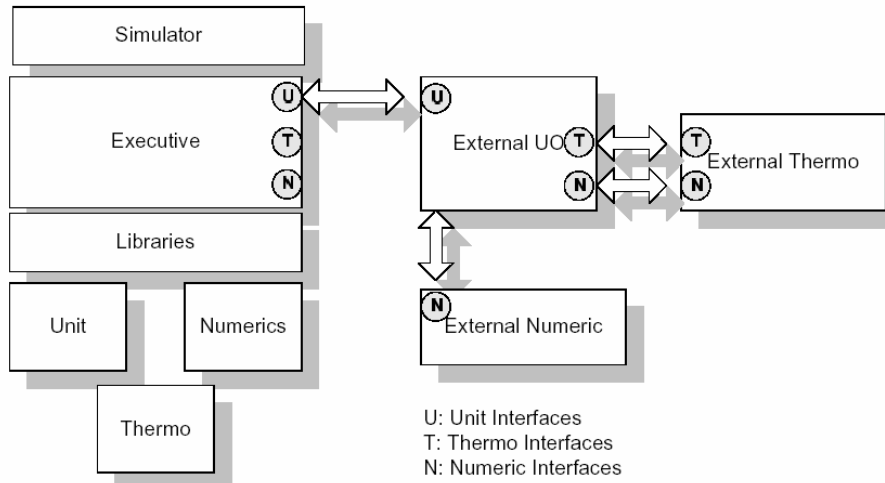 Simulator
Executive
U
T
N
Libraries
Unit
Numerics
Thermo
U
External UO
T
N
T
External Thermo
N
N
External Numeric
U: Unit Interfaces
T: Thermo Interfaces
N: Numeric Interfaces